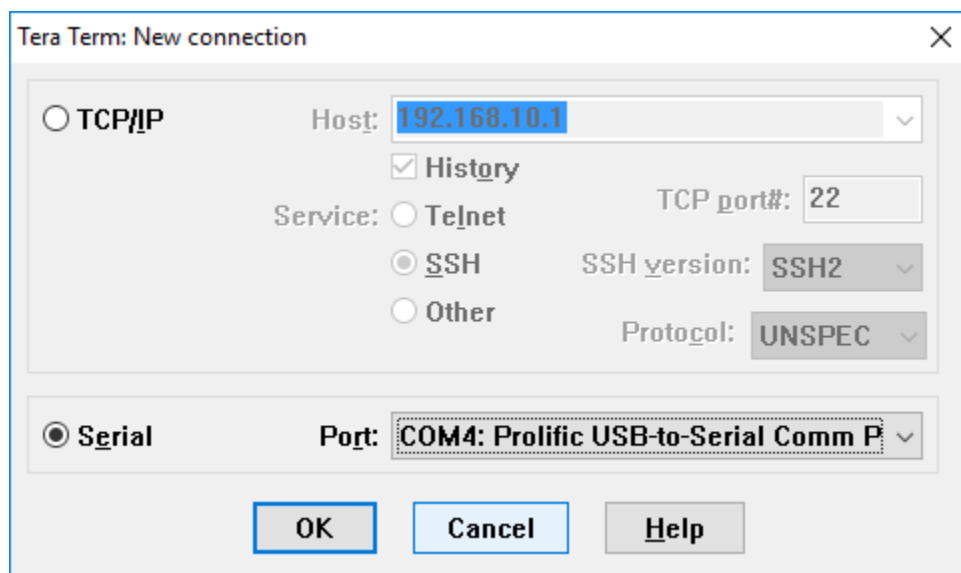 Tera Term: New connection
TCP/IP Host: 192.168.10.1
History
Service: Telnet TCP port#: 22
SSH SSH version: SSH2
Other Protocol: UNSPEC
Serial Port: COM4: Prolific USB-to-Serial Comm P
OK Cancel Help